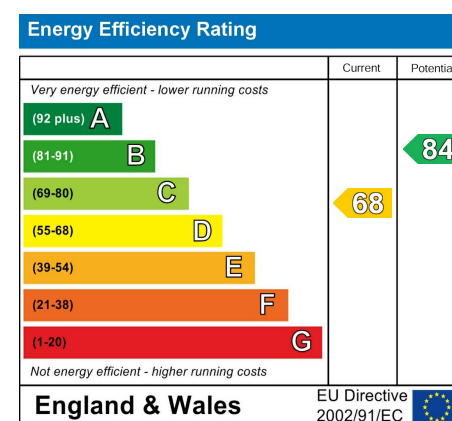 Energy Efficiency Rating
Current Potentia
Very energy efficient - lower running costs
(92 plus) A
(81-91) B
84
(69-80) C
68
(55-68) D
(39-54) E
(21-38) F
(1-20) G
Not energy efficient - higher running costs
England & Wales
EU Directive
2002/91/EC